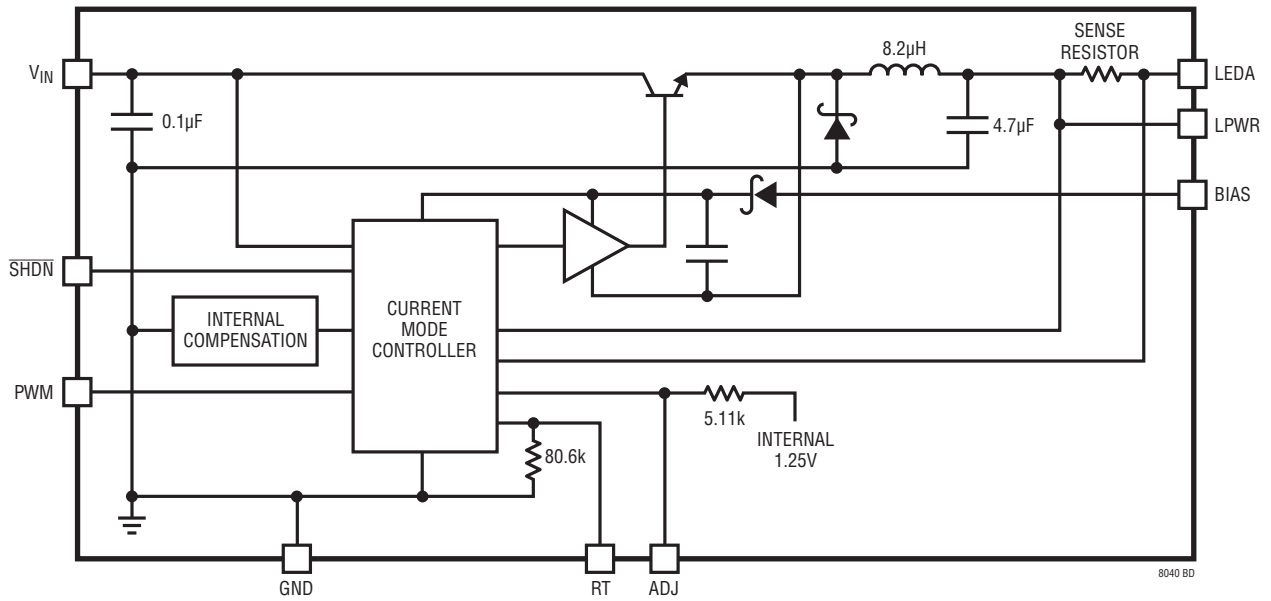 SENSE
RESISTOR
8.2µH
VIN
LEDA
0.1µF
4.7µF
LPWR
BIAS
SHDN
CURRENT
MODE
CONTROLLER
INTERNAL
COMPENSATION
PWM
5.11k
INTERNAL
1.25V
80.6k
GND
RT
ADJ
8040 BD